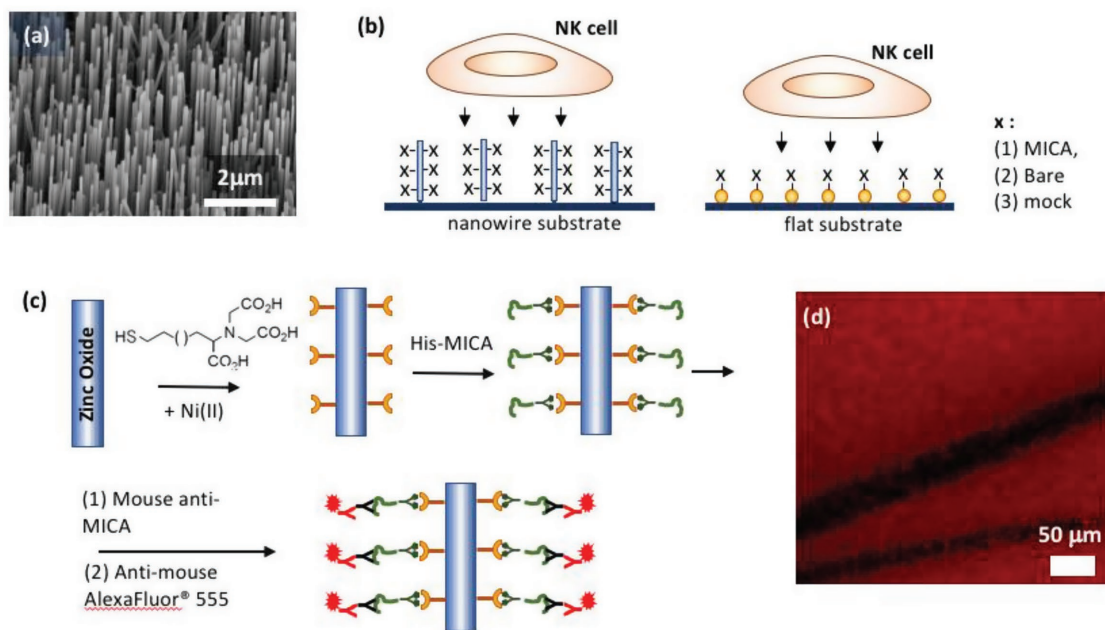 (a)
2μm
(b)
NK cell
NK cell
X-X X-X X-X X-X
X-X X-X X-X X-X
X-X X-X X-X X-X
nanowire substrate
X X X X X X X
flat substrate
x :
(1) MICA,
(2) Bare
(3) mock
(c)
Zinc Oxide
CO₂H
HS ( ) N CO₂H
CO₂H
+ Ni(II)
His-MICA
(1) Mouse anti-
MICA
(2) Anti-mouse
AlexaFluor® 555
(d)
50 μm